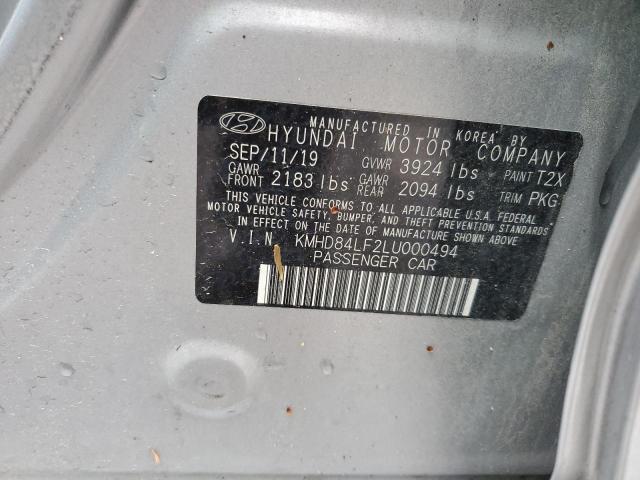 MANUFACTURED IN KOREA BY
HYUNDAI MOTOR COMPANY
SEP/11/19 GVWR 3924 lbs PAINT T2X
GAWR FRONT 2183 lbs GAWR REAR 2094 lbs TRIM PKG
THIS VEHICLE CONFORMS TO ALL APPLICABLE U.S.A. FEDERAL
MOTOR VEHICLE SAFETY, BUMPER, AND THEFT PREVENTION STANDARDS
IN EFFECT ON THE DATE OF MANUFACTURE SHOWN ABOVE.
V.I.N KMHD84LF2LU000494
PASSENGER CAR